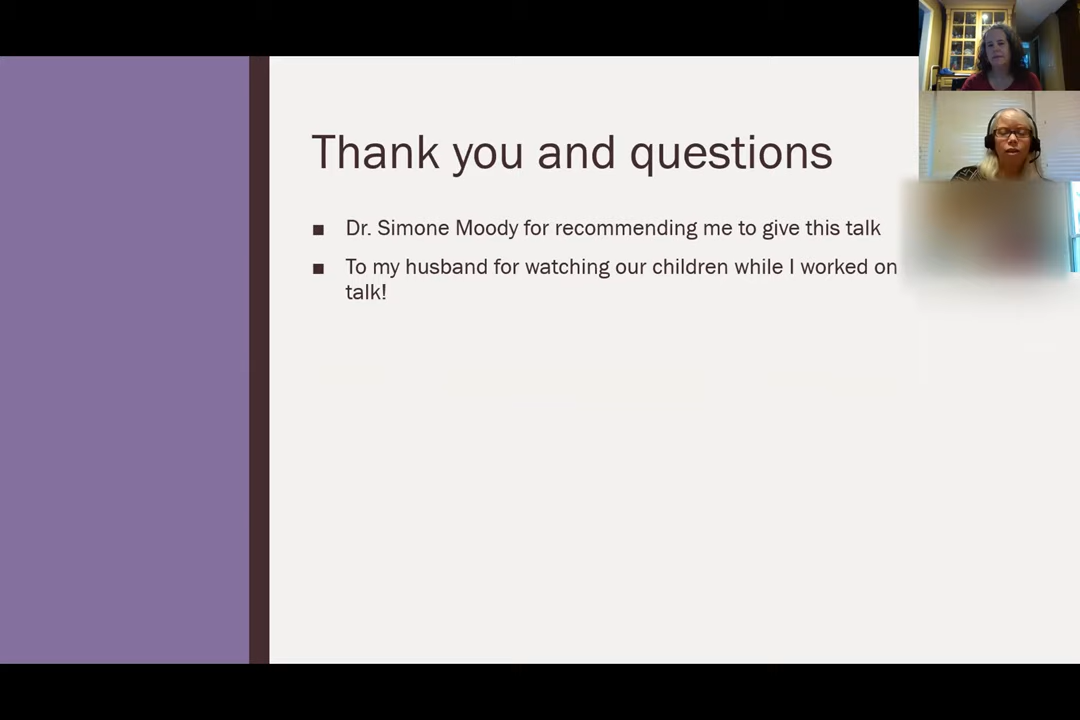 Thank you and questions
■ Dr. Simone Moody for recommending me to give this talk
■ To my husband for watching our children while I worked on
talk!